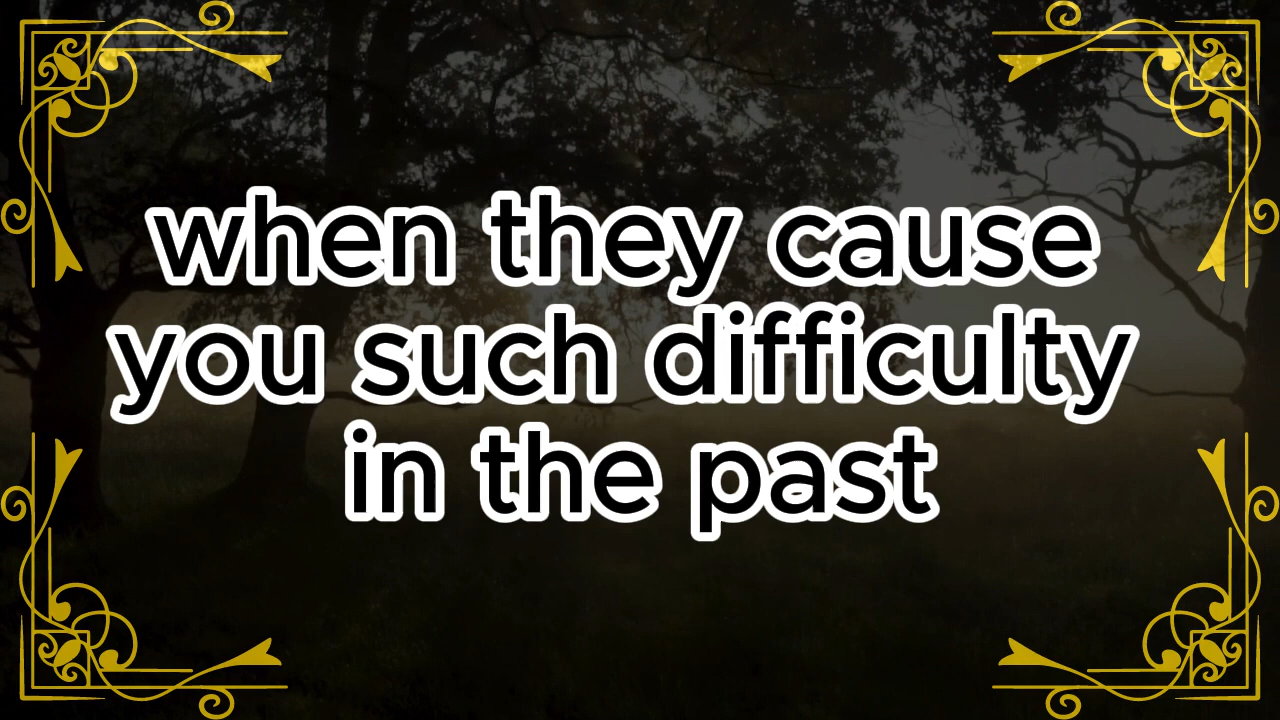 when they cause
you such difficulty
in the past